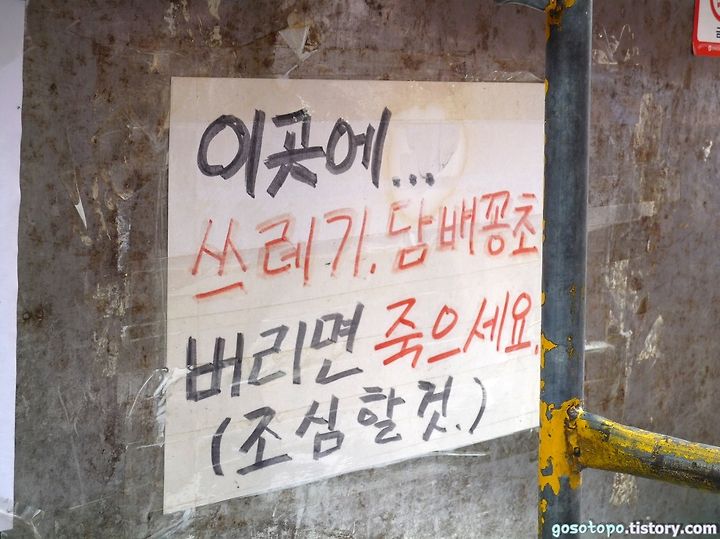 이곳에...
쓰레기.담배꽁초
버리면 죽으세요.
(조심할것.)
gosotopo.tistory.com